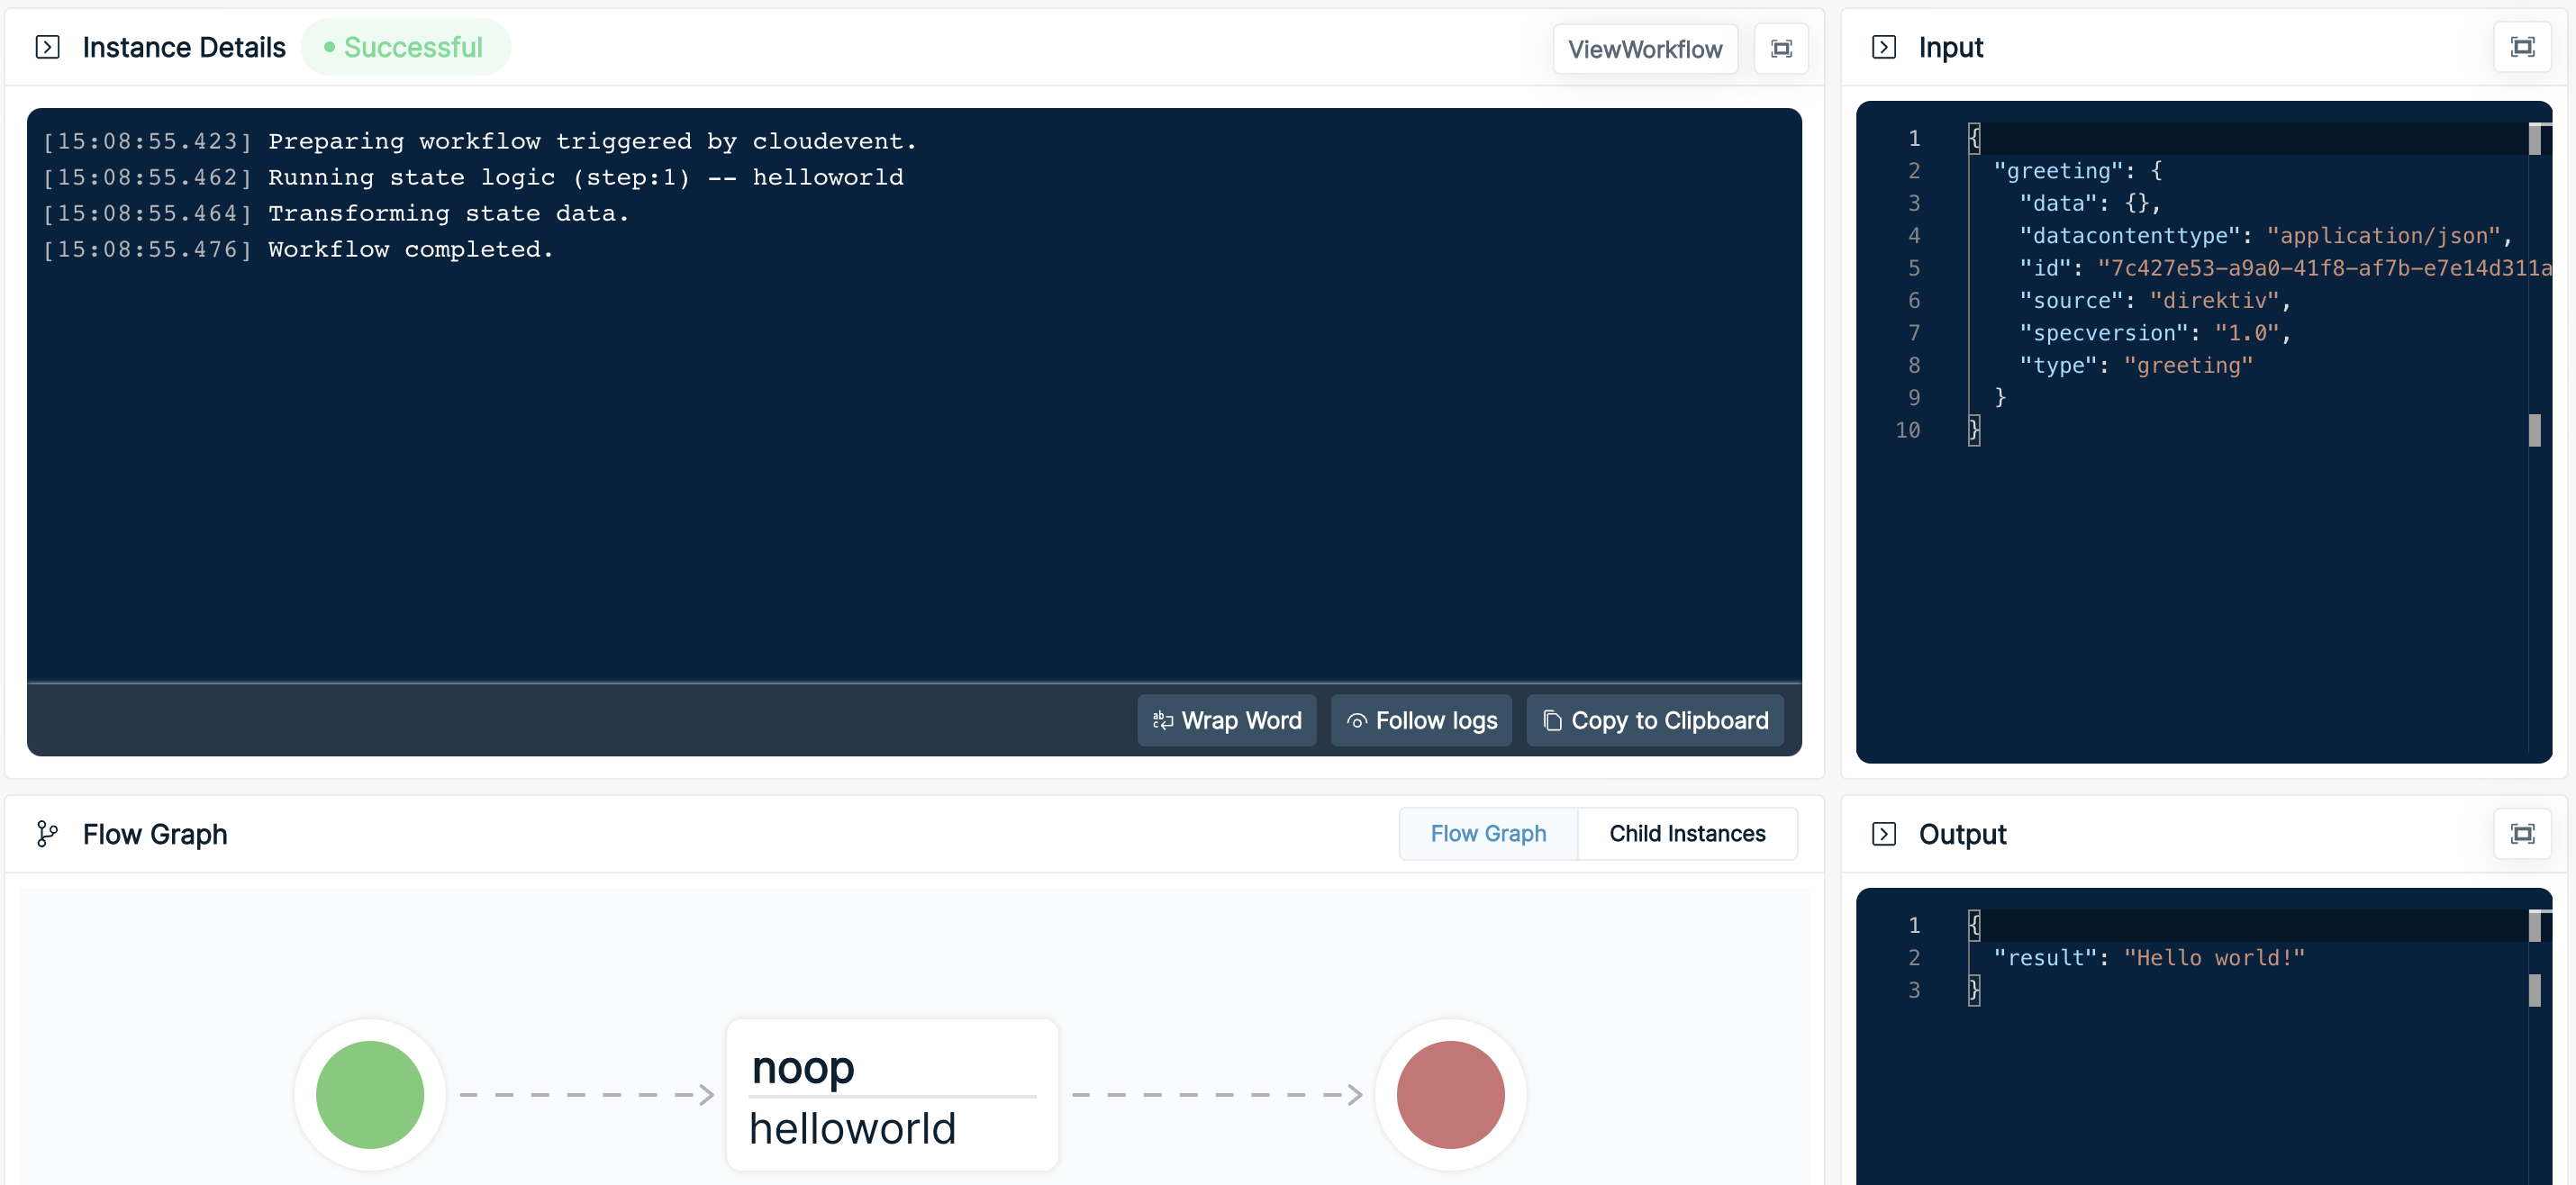 Instance Details
Successful
ViewWorkflow
[15:08:55.423] Preparing workflow triggered by cloudevent.
[15:08:55.462] Running state logic (step:1) -- helloworld
[15:08:55.464] Transforming state data.
[15:08:55.476] Workflow completed.
Wrap Word
Follow logs
Copy to Clipboard
Input
1 {
2 "greeting": {
3 "data": {},
4 "datacontenttype": "application/json",
5 "id": "7c427e53-a9a0-41f8-af7b-e7e14d311a
6 "source": "direktiv",
7 "specversion": "1.0",
8 "type": "greeting"
9 }
10 }
Flow Graph
Flow Graph
Child Instances
noop
helloworld
Output
1 {
2 "result": "Hello world!"
3 }